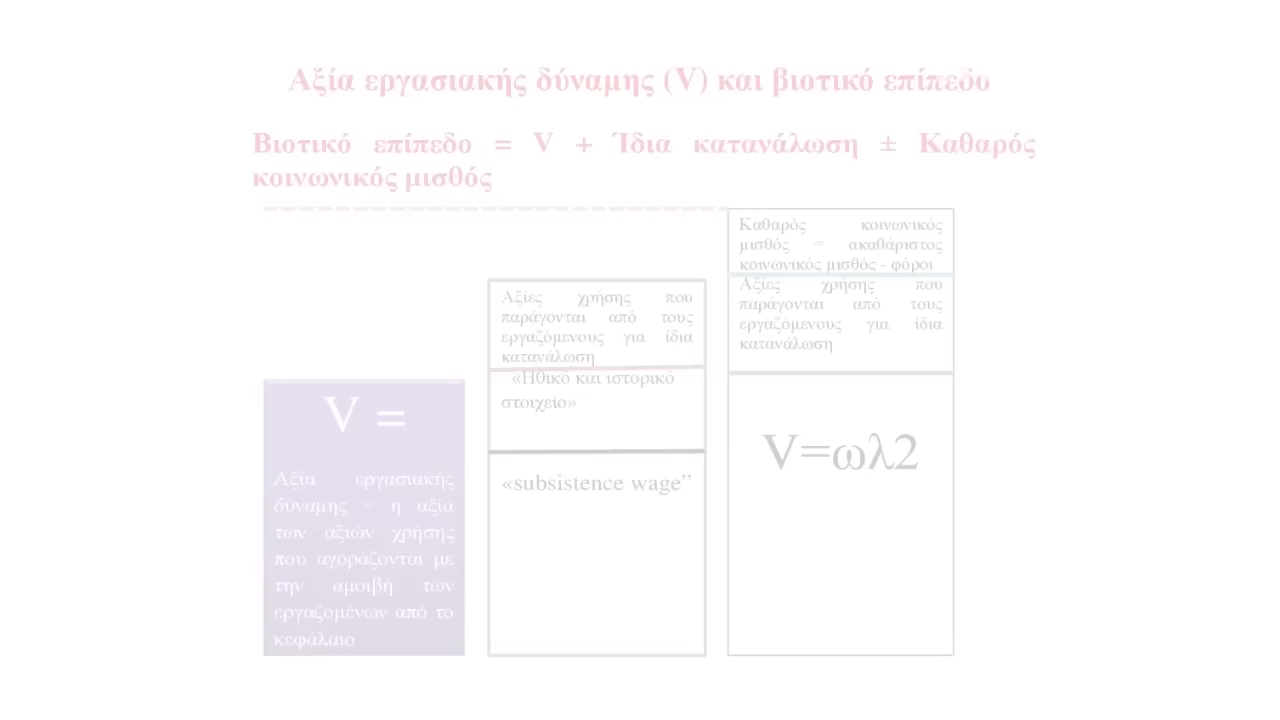 Αξία εργασιακής δύναμης (V) και βιοτικό επίπεδο
Βιοτικό επίπεδο = V + Ίδια κατανάλωση ± Καθαρός
κοινωνικός μισθός
V =
Αξία εργασιακής
δύναμης = η αξία
των αξιών χρήσης
που αγοράζονται με
την αμοιβή των
εργαζομένων από το
κεφάλαιο
Αξίες χρήσης που
παράγονται από τους
εργαζόμενους για ίδια
κατανάλωση
«Ηθικό και ιστορικό
στοιχείο»
«subsistence wage”
Καθαρός κοινωνικός
μισθός = ακαθάριστος
κοινωνικός μισθός - φόροι
Αξίες χρήσης που
παράγονται από τους
εργαζόμενους για ίδια
κατανάλωση
V=ωλ2